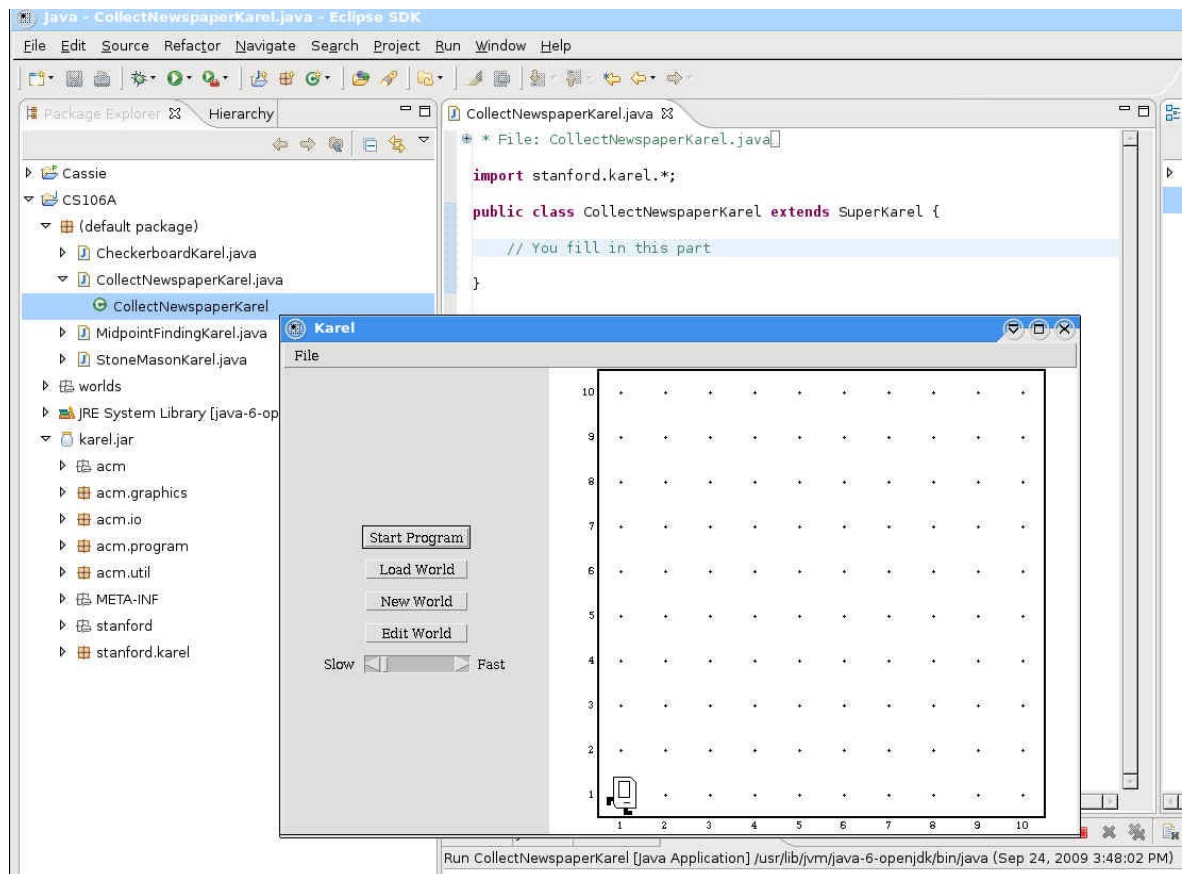 Java - CollectNewspaperKarel.java - Eclipse SDK
File Edit Source Refactor Navigate Search Project Run Window Help
Package Explorer Hierarchy
CollectNewspaperKarel.java
Cassie
CS106A
(default package)
CheckerboardKarel.java
CollectNewspaperKarel.java
CollectNewspaperKarel
MidpointFindingKarel.java
StoneMasonKarel.java
worlds
JRE System Library [java-6-op
karel.jar
acm
acm.graphics
acm.io
acm.program
acm.util
META-INF
stanford
stanford.karel
* File: CollectNewspaperKarel.java
import stanford.karel.*;
public class CollectNewspaperKarel extends SuperKarel {
// You fill in this part
}
Karel
File
Start Program
Load World
New World
Edit World
Slow Fast
10
9
8
7
6
5
4
3
2
1
1 2 3 4 5 6 7 8 9 10
Run CollectNewspaperKarel [Java Application] /usr/lib/jvm/java-6-openjdk/bin/java (Sep 24, 2009 3:48:02 PM)